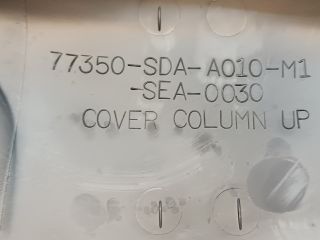 77350-SDA-A010-M1
-SEA-0030
COVER COLUMN UP